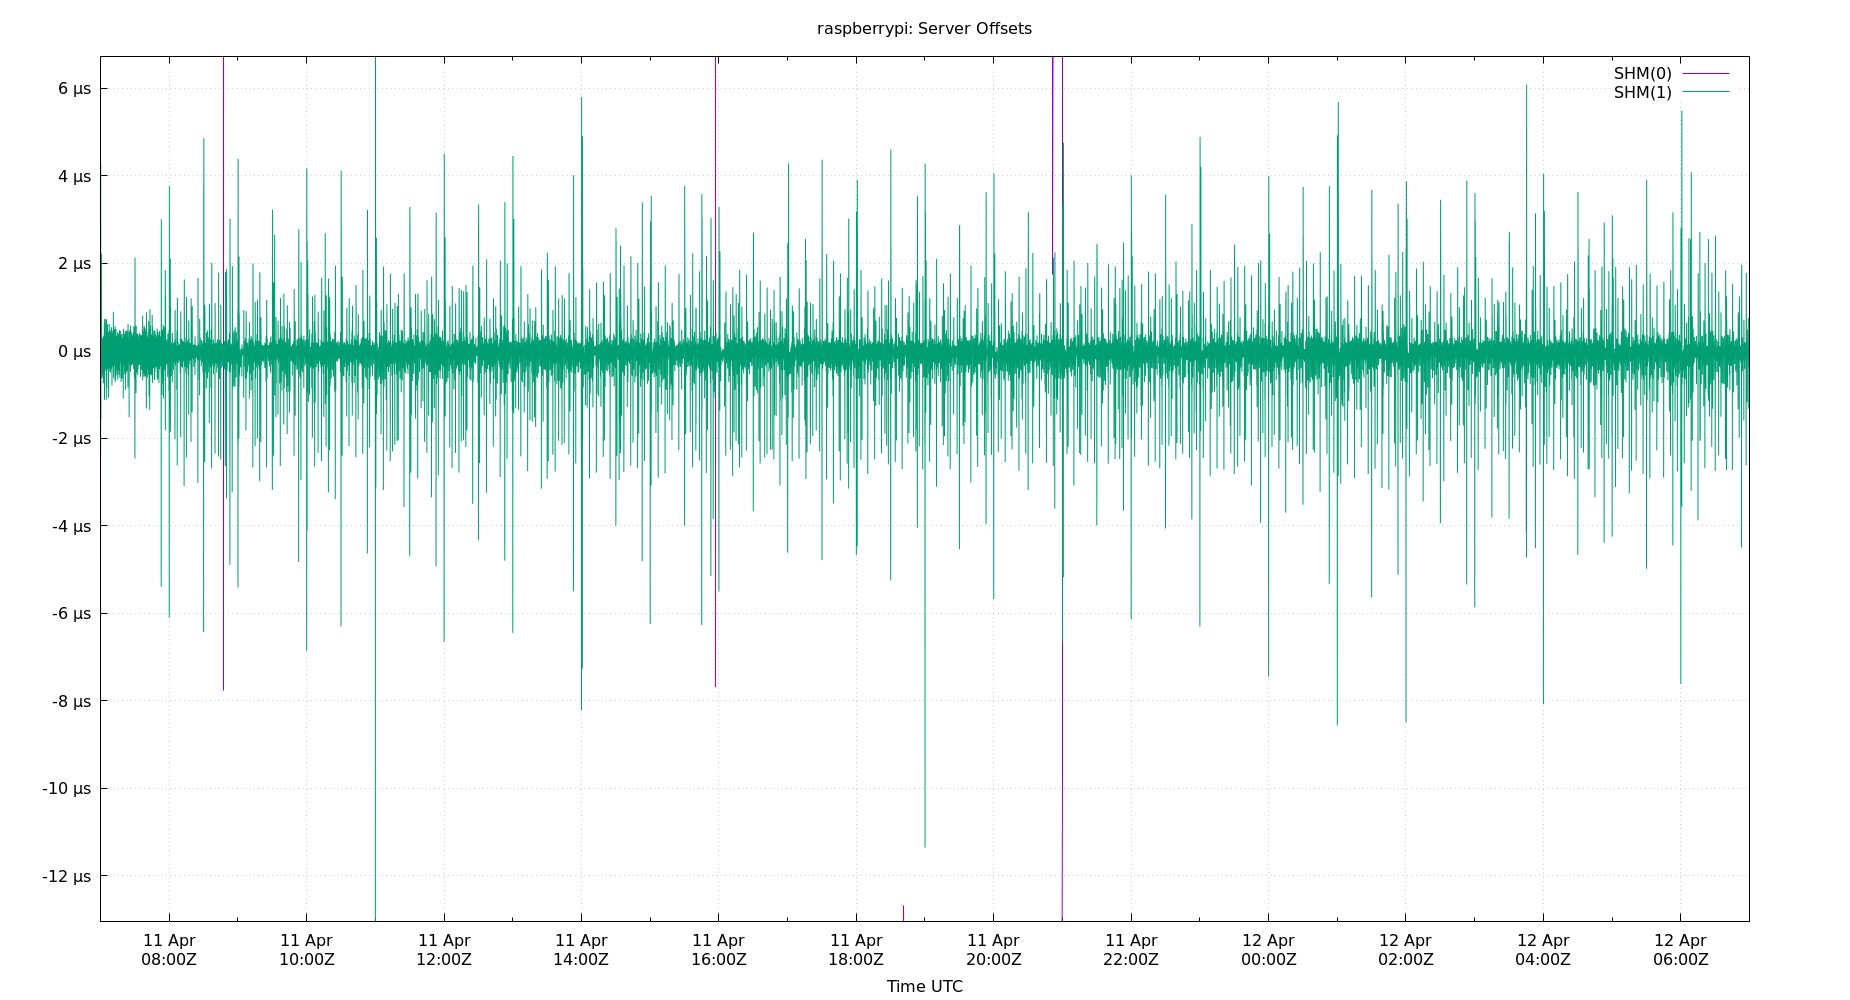 raspberrypi: Server Offsets
SHM(0)
SHM(1)
6 µs
4 µs
2 µs
0 µs
-2 µs
-4 µs
-6 µs
-8 µs
-10 µs
-12 µs
11 Apr 11 Apr 11 Apr 11 Apr 11 Apr 11 Apr 11 Apr 11 Apr 12 Apr 12 Apr 12 Apr 12 Apr
08:00Z 10:00Z 12:00Z 14:00Z 16:00Z 18:00Z 20:00Z 22:00Z 00:00Z 02:00Z 04:00Z 06:00Z
Time UTC